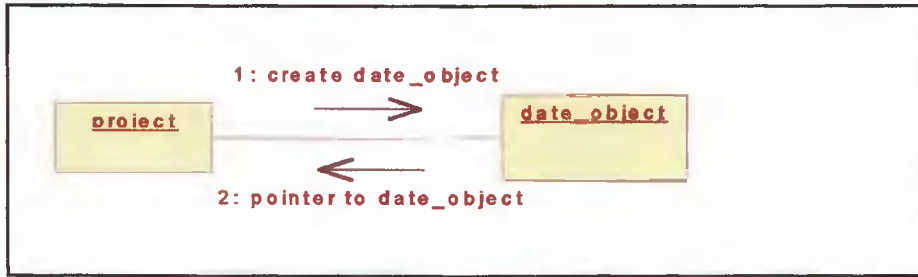 1: create date_object
project
date_object
2: pointer to date_object